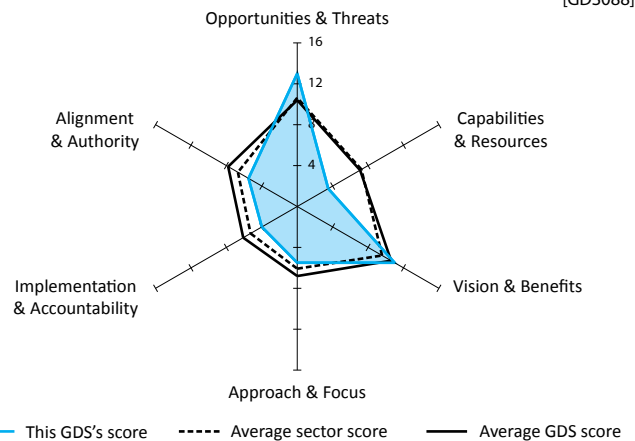 [GDS088]
Opportunities & Threats
16
12
8
4
Alignment
& Authority
Capabilities
& Resources
Implementation
& Accountability
Vision & Benefits
Approach & Focus
This GDS's score
Average sector score
Average GDS score